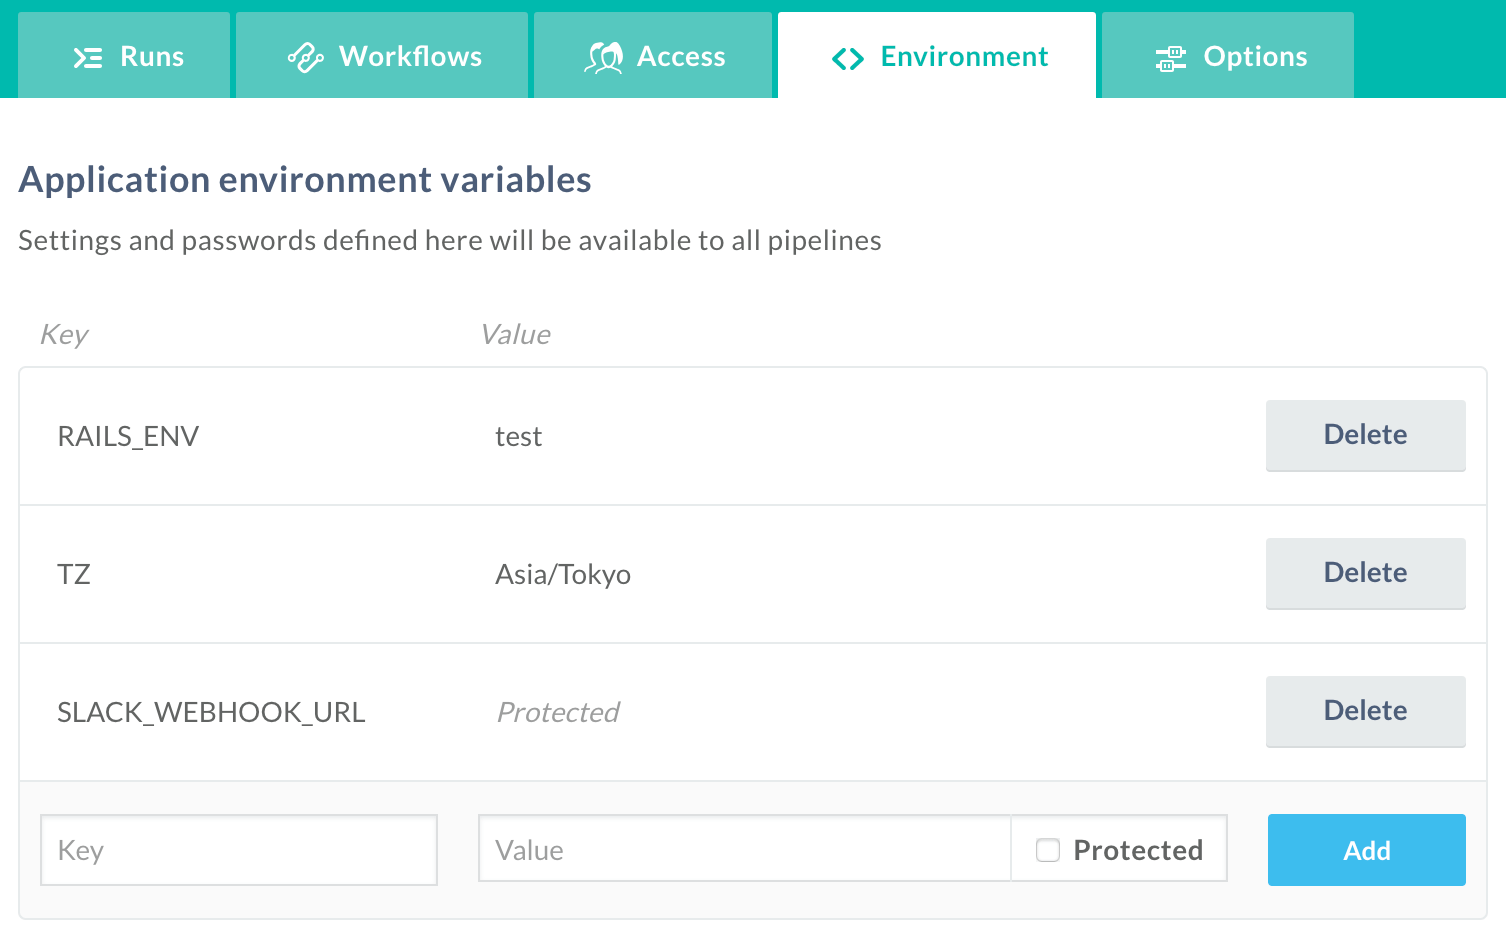 Runs Workflows Access Environment Options
Application environment variables
Settings and passwords defined here will be available to all pipelines
Key Value
RAILS_ENV test Delete
TZ Asia/Tokyo Delete
SLACK_WEBHOOK_URL Protected Delete
Key Value Protected Add